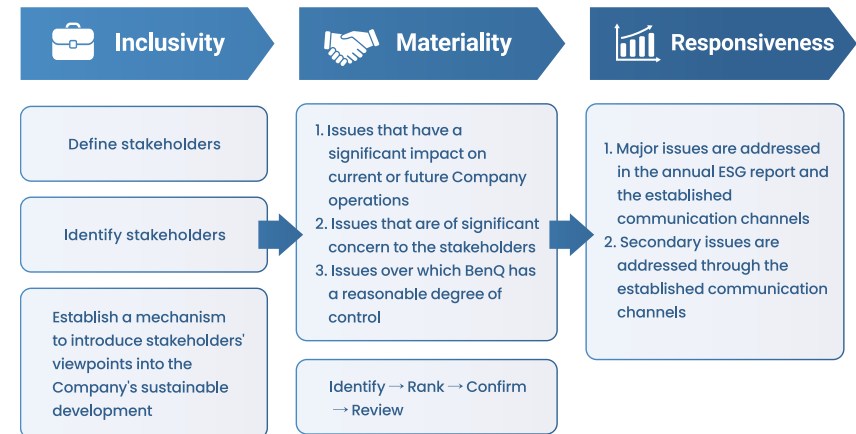 Inclusivity
Materiality
Responsiveness
Define stakeholders
Identify stakeholders
Establish a mechanism
to introduce stakeholders'
viewpoints into the
Company's sustainable
development
1. Issues that have a
significant impact on
current or future Company
operations
2. Issues that are of significant
concern to the stakeholders
3. Issues over which BenQ has
a reasonable degree of
control
Identify → Rank → Confirm
→ Review
1. Major issues are addressed
in the annual ESG report and
the established
communication channels
2. Secondary issues are
addressed through the
established communication
channels